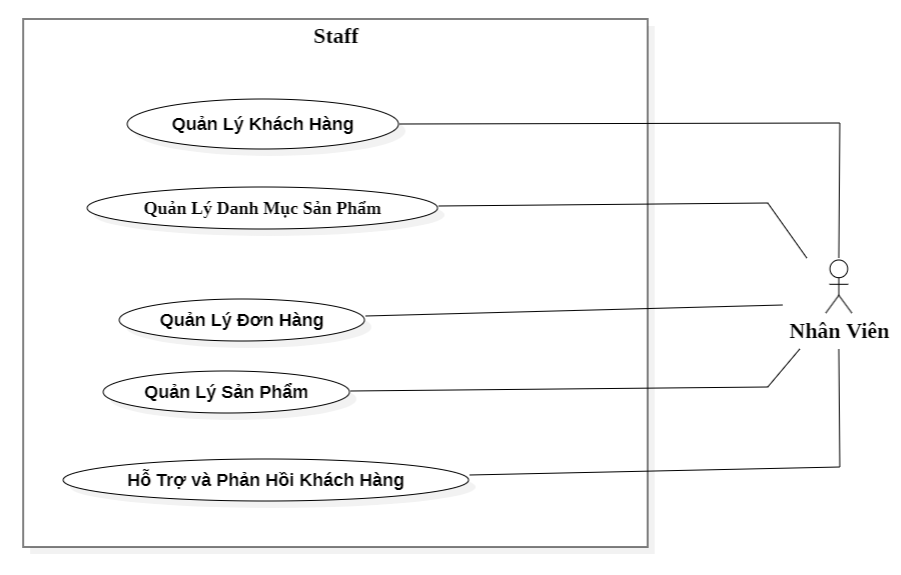 Staff
Quản Lý Khách Hàng
Quản Lý Danh Mục Sản Phẩm
Quản Lý Đơn Hàng
Nhân Viên
Quản Lý Sản Phẩm
Hỗ Trợ và Phản Hồi Khách Hàng